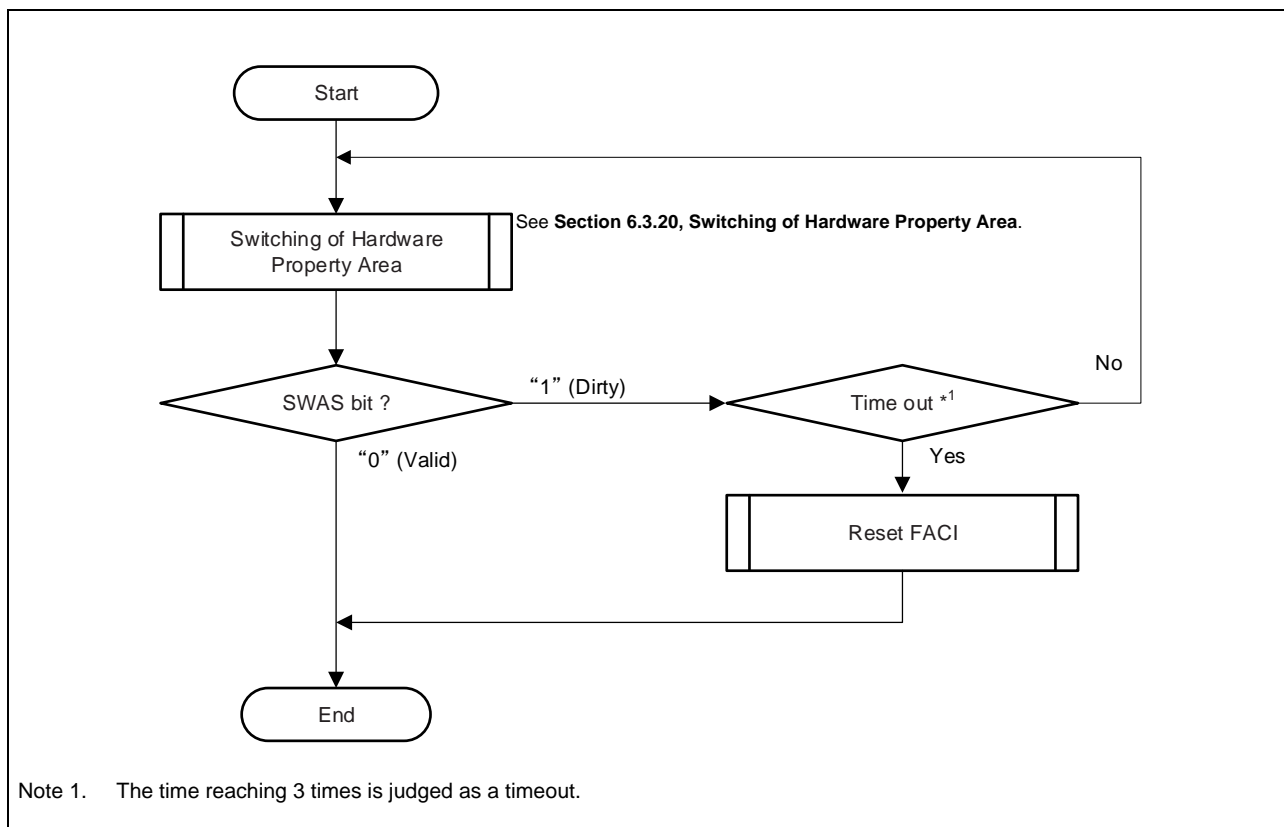 Start
Switching of Hardware
Property Area
See Section 6.3.20, Switching of Hardware Property Area.
SWAS bit ?
“1” (Dirty)
Time out *1
No
“0” (Valid)
Yes
Reset FACI
End
Note 1. The time reaching 3 times is judged as a timeout.